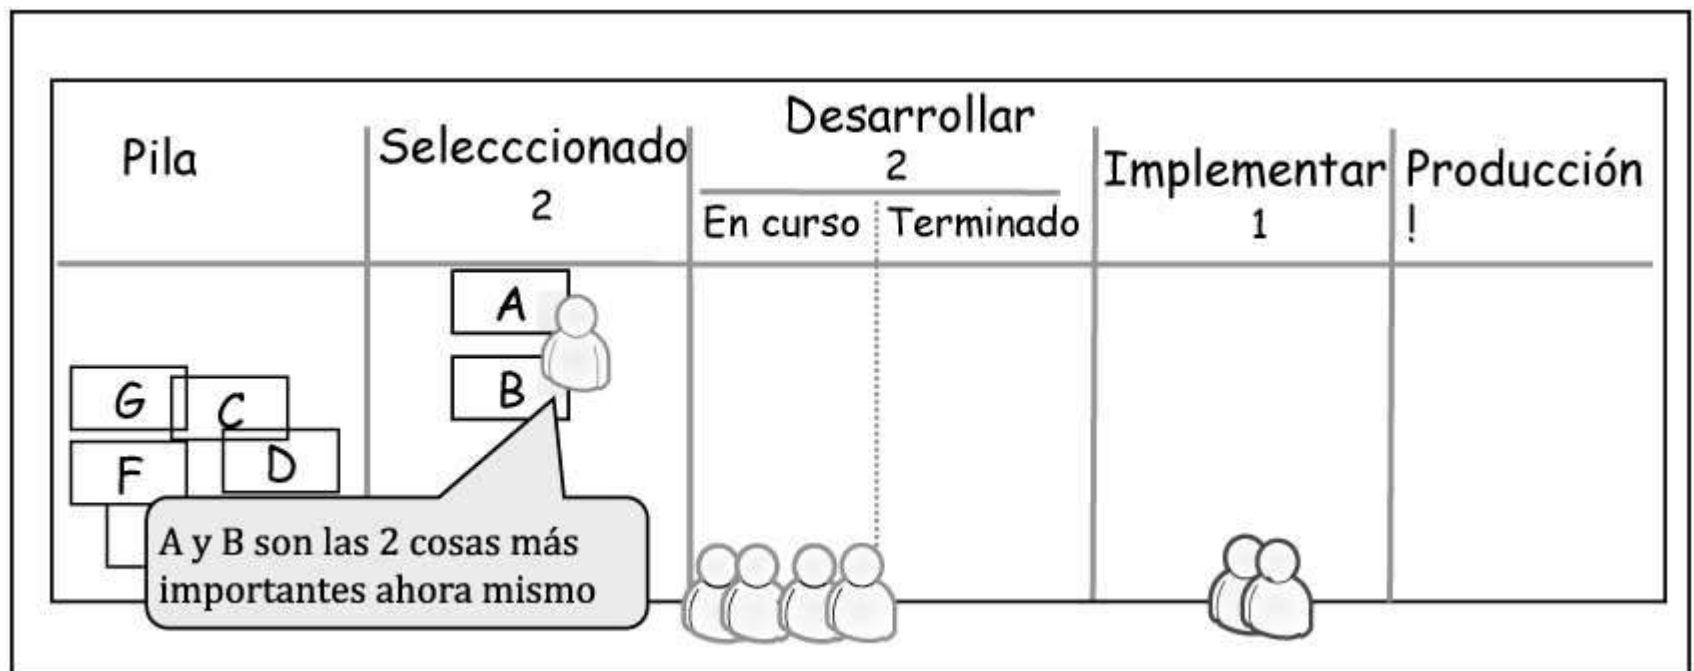 Pila
Selecccionado
2
Desarrollar
2
En curso
Terminado
Implementar
1
Producción
!
A
B
G
C
F
D
A y B son las 2 cosas más
importantes ahora mismo